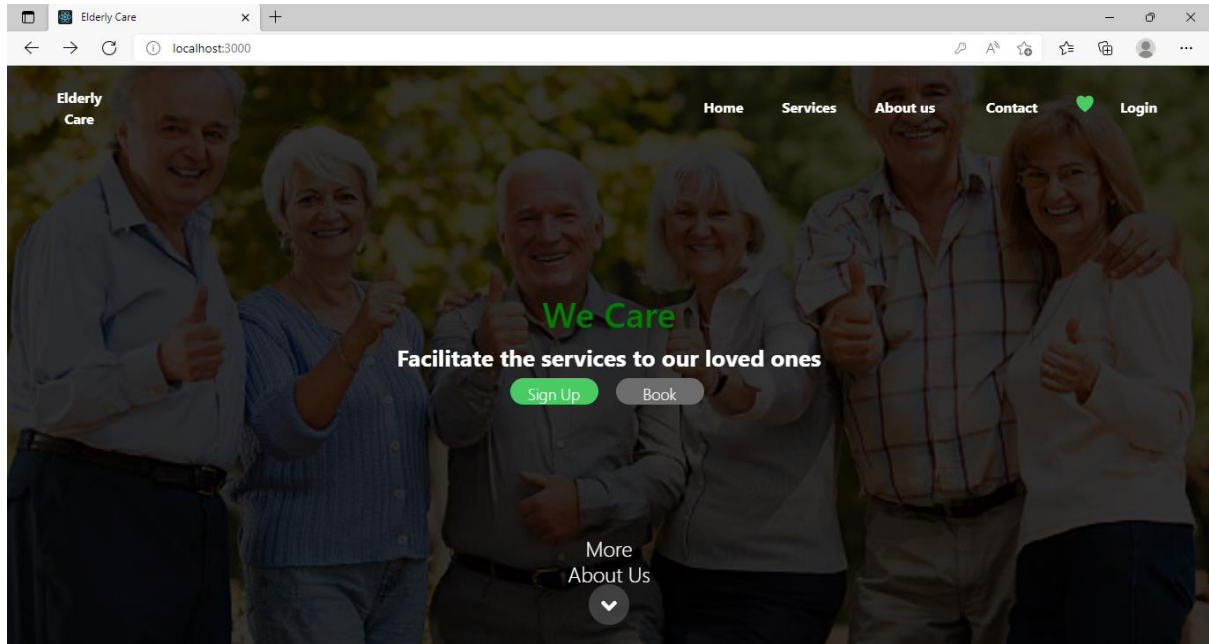 Elderly Care
localhost:3000
Elderly
Care
Home Services About us Contact Login
We Care
Facilitate the services to our loved ones
Sign Up Book
More
About Us